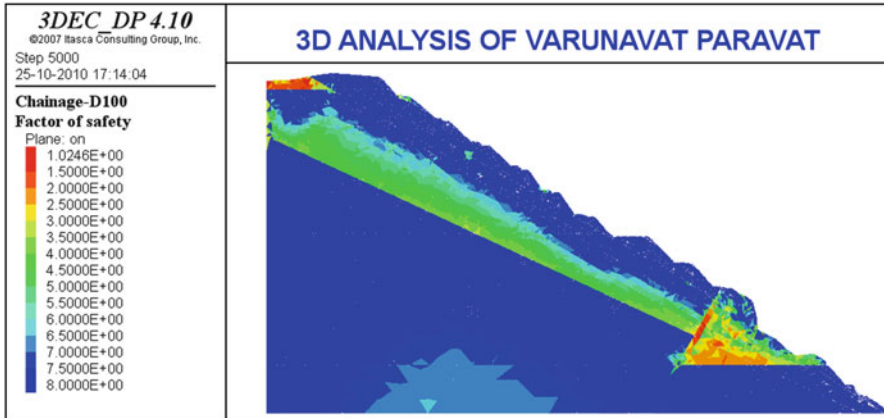 3DEC_DP 4.10
©2007 Itasca Consulting Group, Inc.
Step 5000
25-10-2010 17:14:04
Chainage-D100
Factor of safety
Plane: on
1.0246E+00
1.5000E+00
2.0000E+00
2.5000E+00
3.0000E+00
3.5000E+00
4.0000E+00
4.5000E+00
5.0000E+00
5.5000E+00
6.0000E+00
6.5000E+00
7.0000E+00
7.5000E+00
8.0000E+00
3D ANALYSIS OF VARUNAVAT PARAVAT